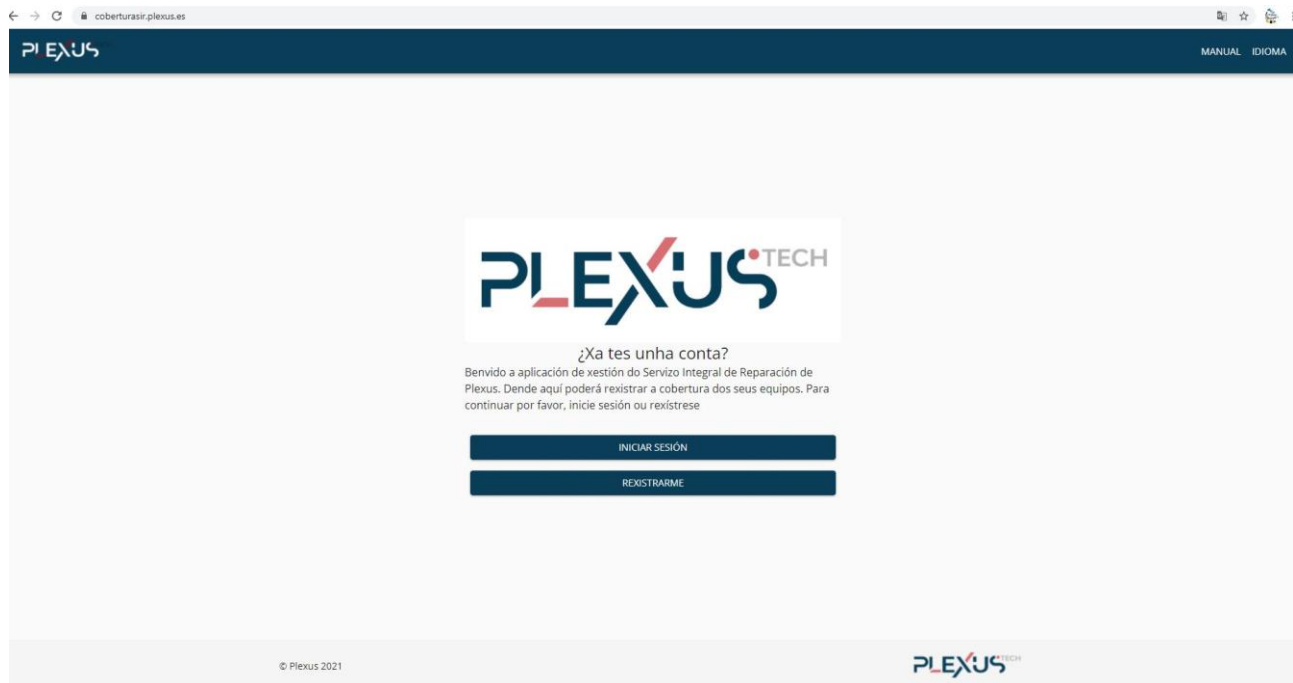 coberturasir.plexus.es
PLEXUS
MANUAL IDIOMA
PLEXUS TECH
¿Xa tes unha conta?
Benvido a aplicación de xestión do Servizo Integral de Reparación de
Plexus. Dende aquí poderá rexistrar a cobertura dos seus equipos. Para
continuar por favor, inicie sesión ou rexístrese
INICIAR SESIÓN
REXISTRARME
© Plexus 2021
PLEXUS TECH